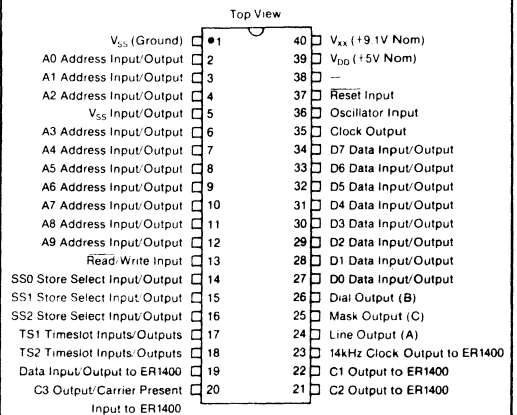 Top View
V_SS (Ground) 1
A0 Address Input/Output 2
A1 Address Input/Output 3
A2 Address Input/Output 4
V_SS Input/Output 5
A3 Address Input/Output 6
A4 Address Input/Output 7
A5 Address Input/Output 8
A6 Address Input/Output 9
A7 Address Input/Output 10
A8 Address Input/Output 11
A9 Address Input/Output 12
Read/Write Input 13
SS0 Store Select Input/Output 14
SS1 Store Select Input/Output 15
SS2 Store Select Input/Output 16
TS1 Timeslot Inputs/Outputs 17
TS2 Timeslot Inputs/Outputs 18
Data Input/Output to ER1400 19
C3 Output/Carrier Present 20
Input to ER1400
40 V_xx (+9.1V Nom)
39 V_DD (+5V Nom)
38 —
37 Reset Input
36 Oscillator Input
35 Clock Output
34 D7 Data Input/Output
33 D6 Data Input/Output
32 D5 Data Input/Output
31 D4 Data Input/Output
30 D3 Data Input/Output
29 D2 Data Input/Output
28 D1 Data Input/Output
27 D0 Data Input/Output
26 Dial Output (B)
25 Mask Output (C)
24 Line Output (A)
23 14kHz Clock Output to ER1400
22 C1 Output to ER1400
21 C2 Output to ER1400